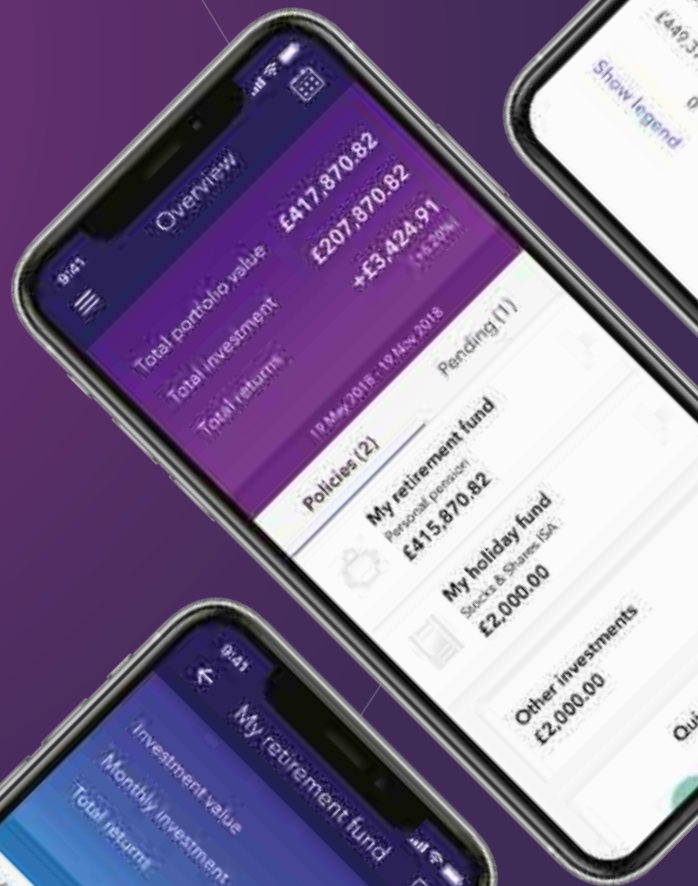 9:41
Overview
Total portfolio value £417,870.82
Total investment £207,870.82
Total returns +£3,424.91
19 May 2018 - 19 Nov 2018
Policies (2) Pending (1)
My retirement fund
Personal pension
£415,870.82
My holiday fund
Stocks & Shares ISA
£2,000.00
Other investments
£2,000.00
Show legend
9:41
My retirement fund
Investment value
Monthly investment
Total returns